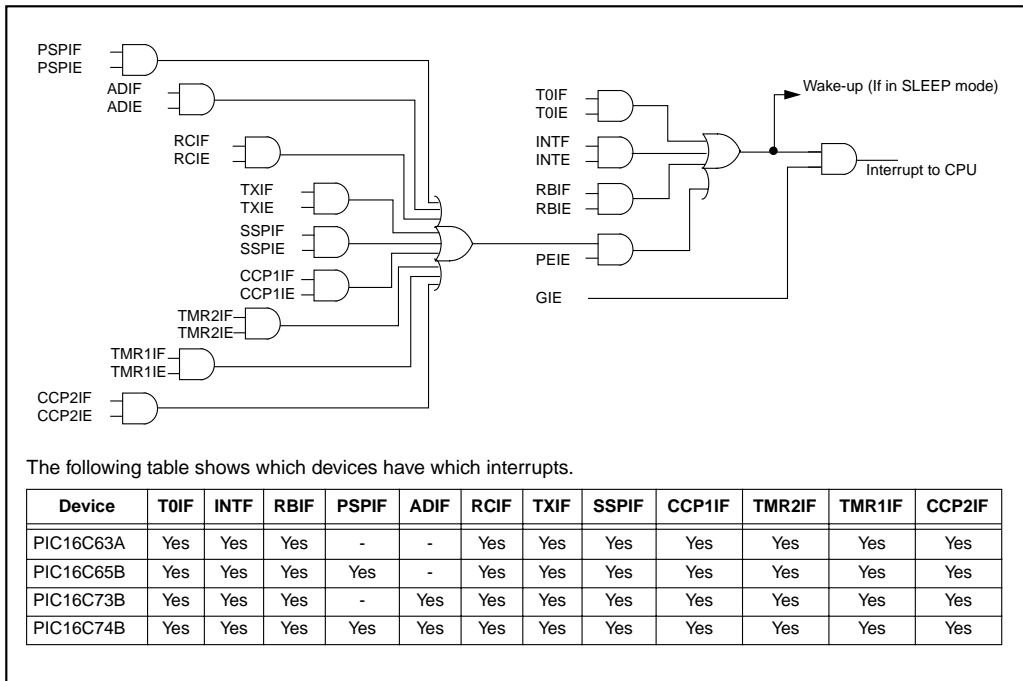 PSPIF
PSPIE
ADIF
ADIE
RCIF
RCIE
TXIF
TXIE
SSPIF
SSPIE
CCP1IF
CCP1IE
TMR2IF
TMR2IE
TMR1IF
TMR1IE
CCP2IF
CCP2IE
T0IF
T0IE
INTF
INTE
RBIF
RBIE
PEIE
GIE
Wake-up (If in SLEEP mode)
Interrupt to CPU
The following table shows which devices have which interrupts.
Device T0IF INTF RBIF PSPIF ADIF RCIF TXIF SSPIF CCP1IF TMR2IF TMR1IF CCP2IF
PIC16C63A Yes Yes Yes - - Yes Yes Yes Yes Yes Yes Yes
PIC16C65B Yes Yes Yes Yes - Yes Yes Yes Yes Yes Yes Yes
PIC16C73B Yes Yes Yes - Yes Yes Yes Yes Yes Yes Yes Yes
PIC16C74B Yes Yes Yes Yes Yes Yes Yes Yes Yes Yes Yes Yes